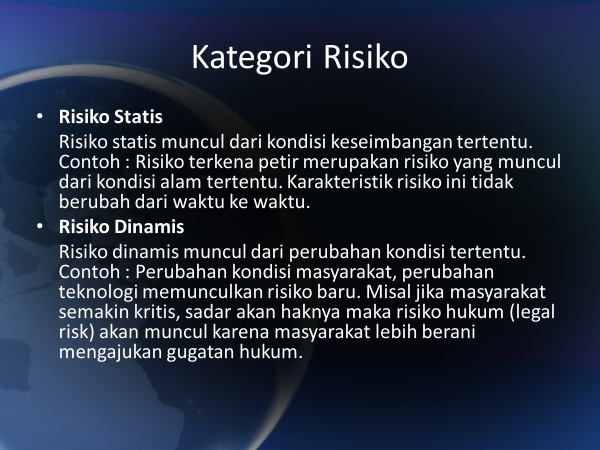 Kategori Risiko
• Risiko Statis
Risiko statis muncul dari kondisi keseimbangan tertentu.
Contoh : Risiko terkena petir merupakan risiko yang muncul
dari kondisi alam tertentu. Karakteristik risiko ini tidak
berubah dari waktu ke waktu.
• Risiko Dinamis
Risiko dinamis muncul dari perubahan kondisi tertentu.
Contoh : Perubahan kondisi masyarakat, perubahan
teknologi memunculkan risiko baru. Misal jika masyarakat
semakin kritis, sadar akan haknya maka risiko hukum (legal
risk) akan muncul karena masyarakat lebih berani
mengajukan gugatan hukum.